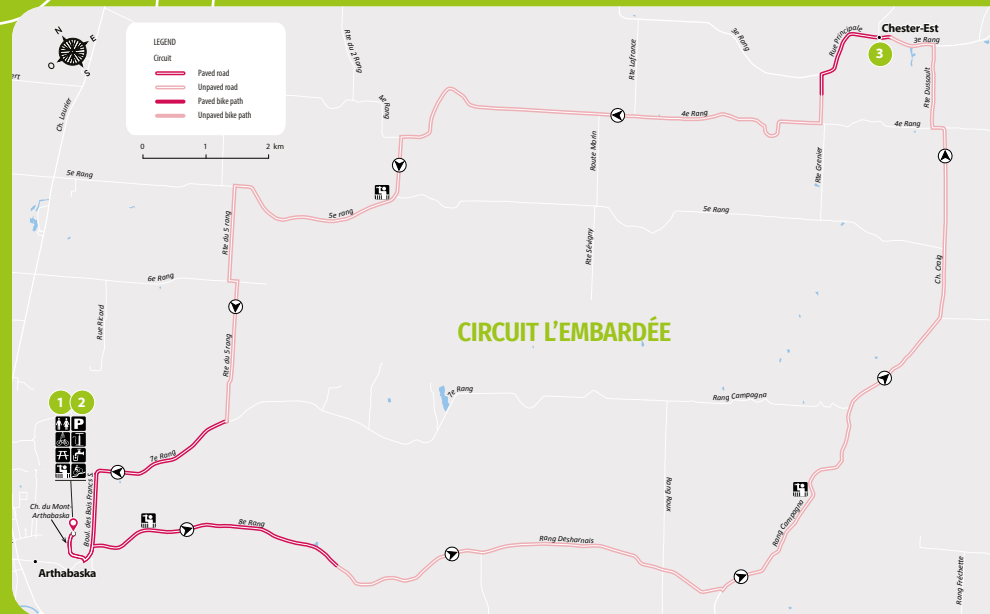 N
E
O
S
LEGEND
Circuit
Paved road
Unpaved road
Paved bike path
Unpaved bike path
0 1 2 km
Ch. Laurier
Rte du 2 Rang
4e Rang
Rte Lafrance
3e Rang
Rue Principale
Chester-Est
3
3e Rang
Rte Dussault
4e Rang
4e Rang
Route Morin
Rte Grenier
5e Rang
5e rang
5e Rang
Rte du 5 rang
Rte Sévigny
Ch. Craig
6e Rang
Rue Ricard
Rte du 5 rang
CIRCUIT L'EMBARDÉE
7e Rang
Rang Campagna
1 2
P
7e Rang
Boul. des Bois Francs S
Rang Roux
Rang Campagna
Ch. du Mont-
Arthabaska
8e Rang
Rang Desharnais
Arthabaska
Rang Fréchette